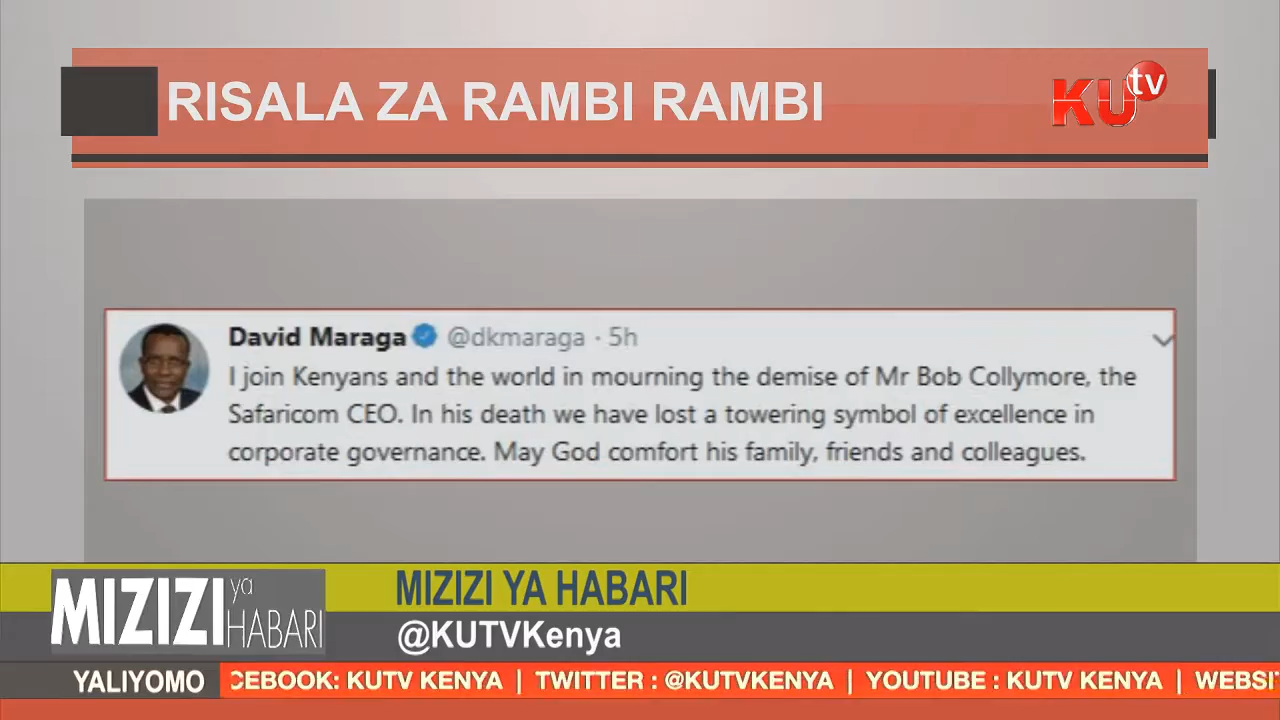 RISALA ZA RAMBI RAMBI
KU tv
David Maraga @dkmaraga · 5h
I join Kenyans and the world in mourning the demise of Mr Bob Collymore, the
Safaricom CEO. In his death we have lost a towering symbol of excellence in
corporate governance. May God comfort his family, friends and colleagues.
MIZIZI ya HABARI
MIZIZI YA HABARI
@KUTVKenya
YALIYOMO
CEBOOK: KUTV KENYA | TWITTER : @KUTVKENYA | YOUTUBE : KUTV KENYA | WEBSI